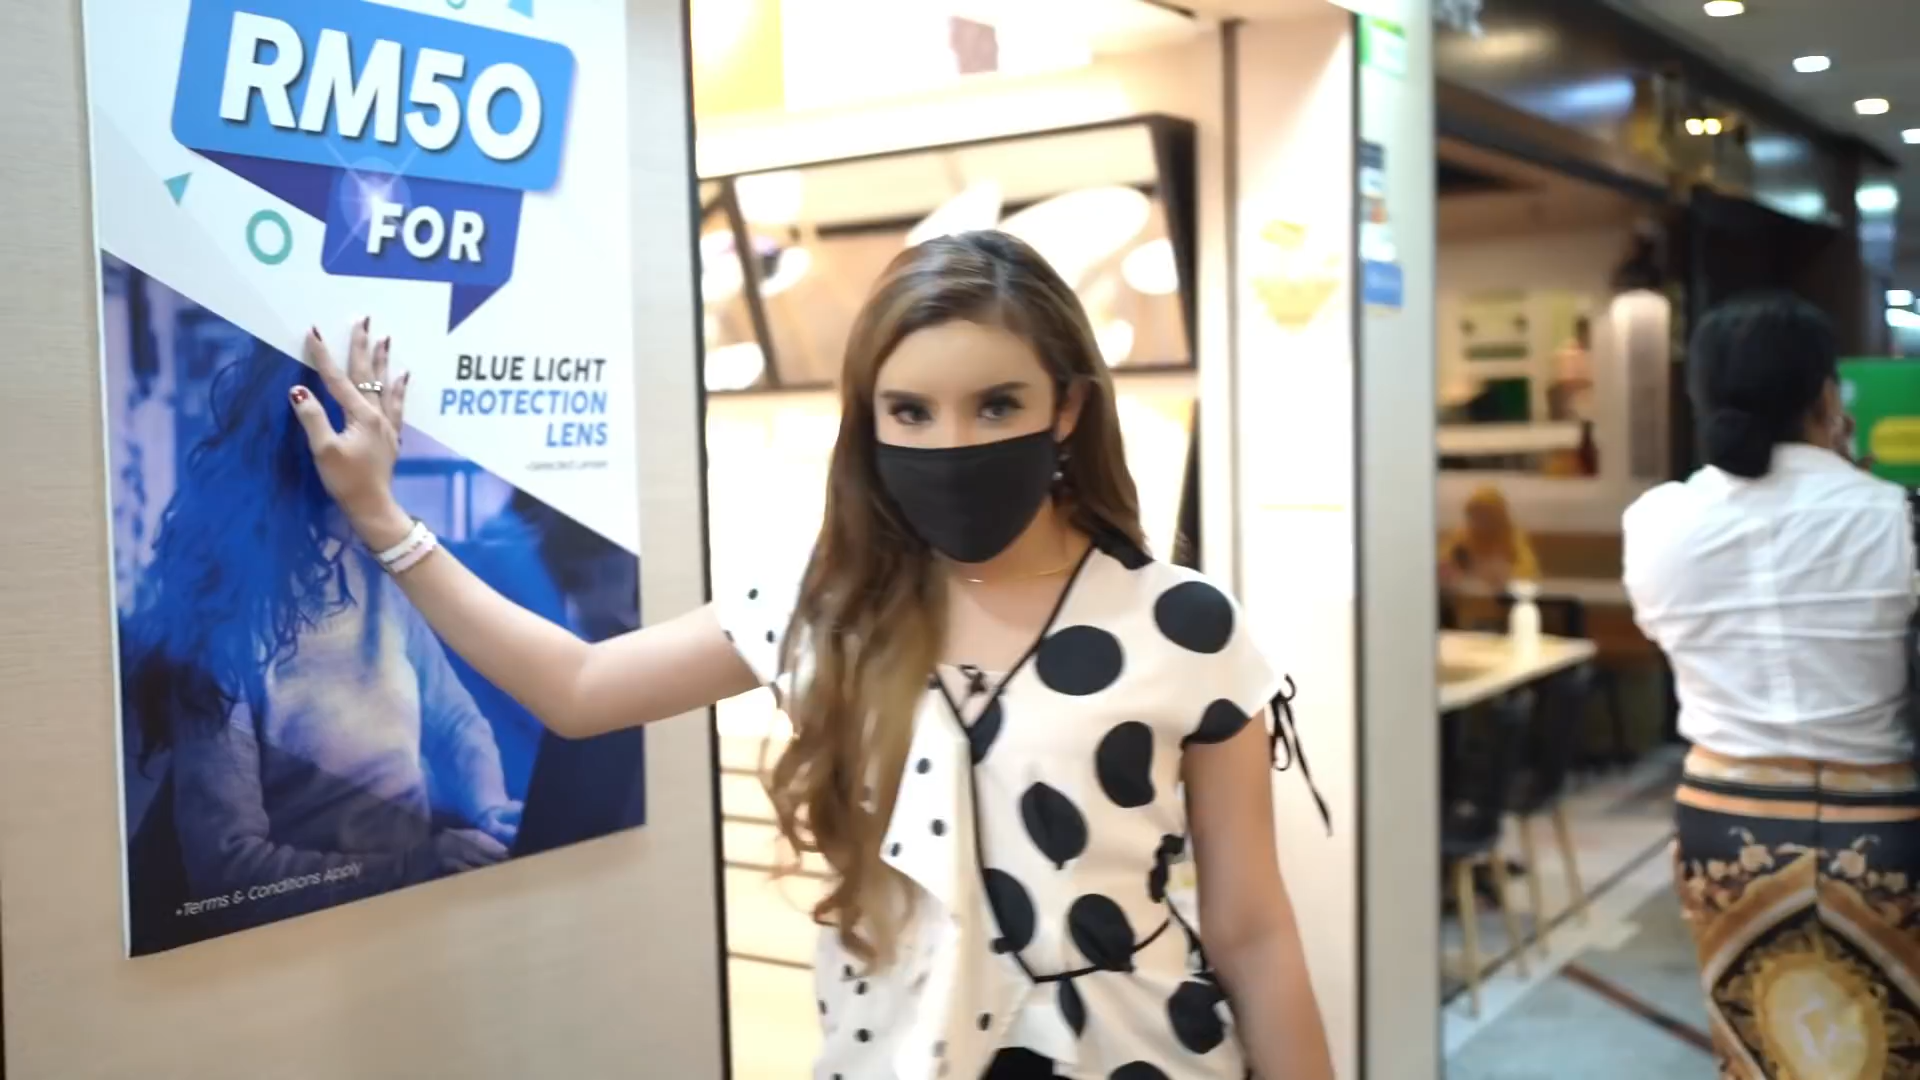 RM50
FOR
BLUE LIGHT
PROTECTION
LENS
*Terms & Conditions Apply